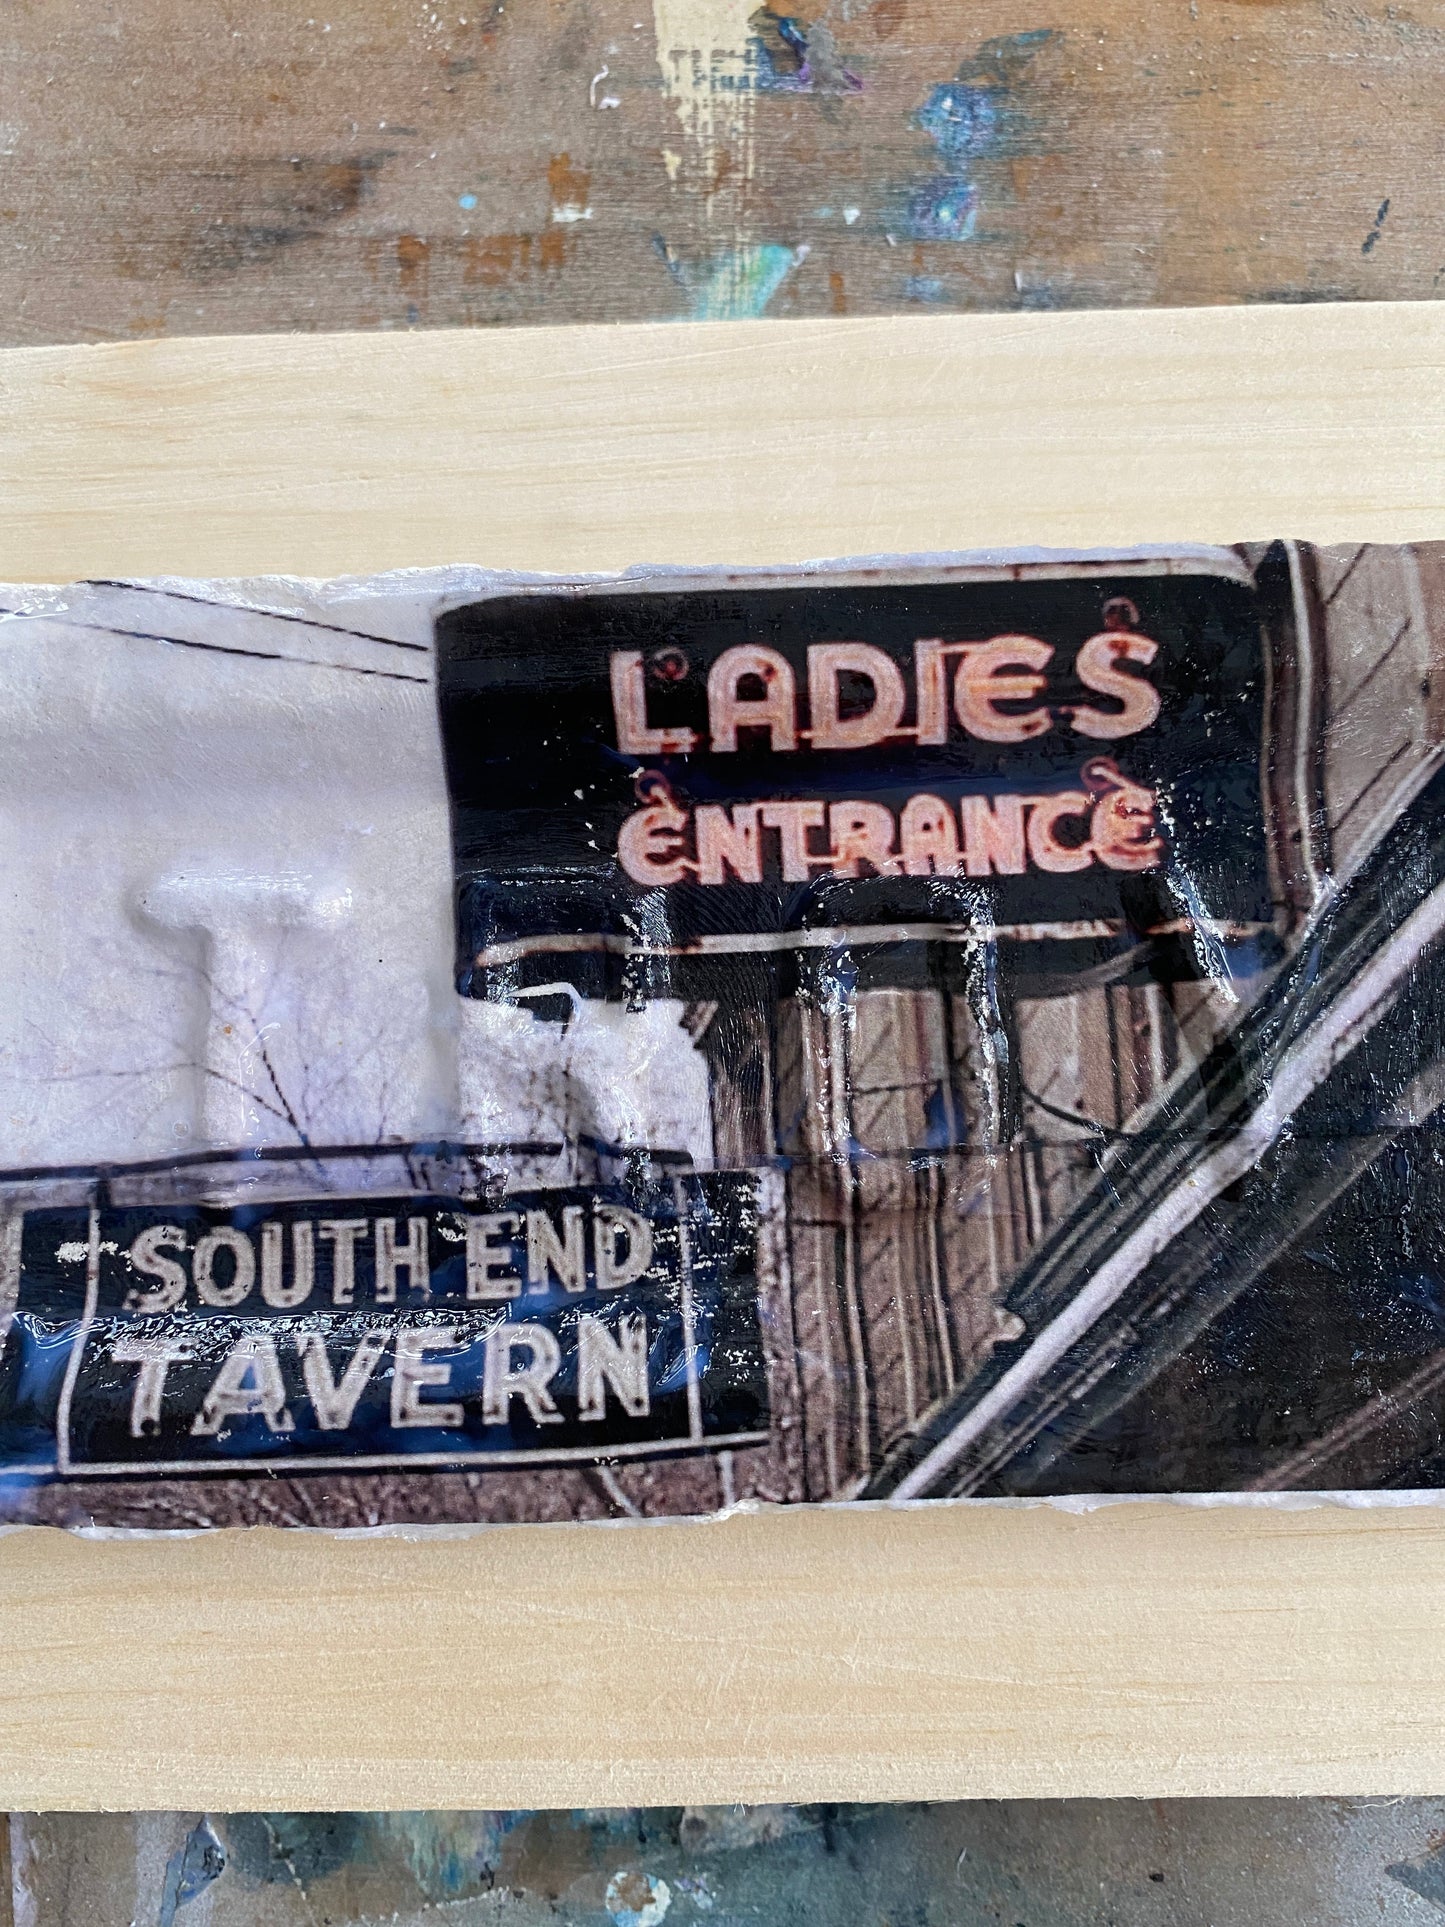 LADIES
ENTRANCE
SOUTH END
TAVERN